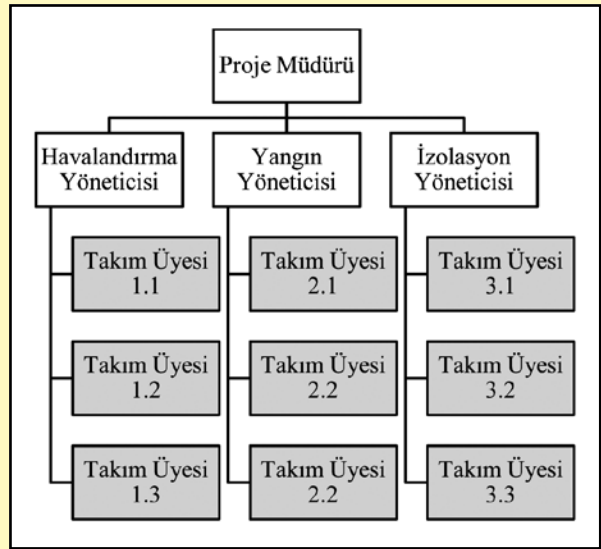 Proje Müdürü
Havalandırma
Yöneticisi
Yangın
Yöneticisi
İzolasyon
Yöneticisi
Takım Üyesi
1.1
Takım Üyesi
2.1
Takım Üyesi
3.1
Takım Üyesi
1.2
Takım Üyesi
2.2
Takım Üyesi
3.2
Takım Üyesi
1.3
Takım Üyesi
2.2
Takım Üyesi
3.3